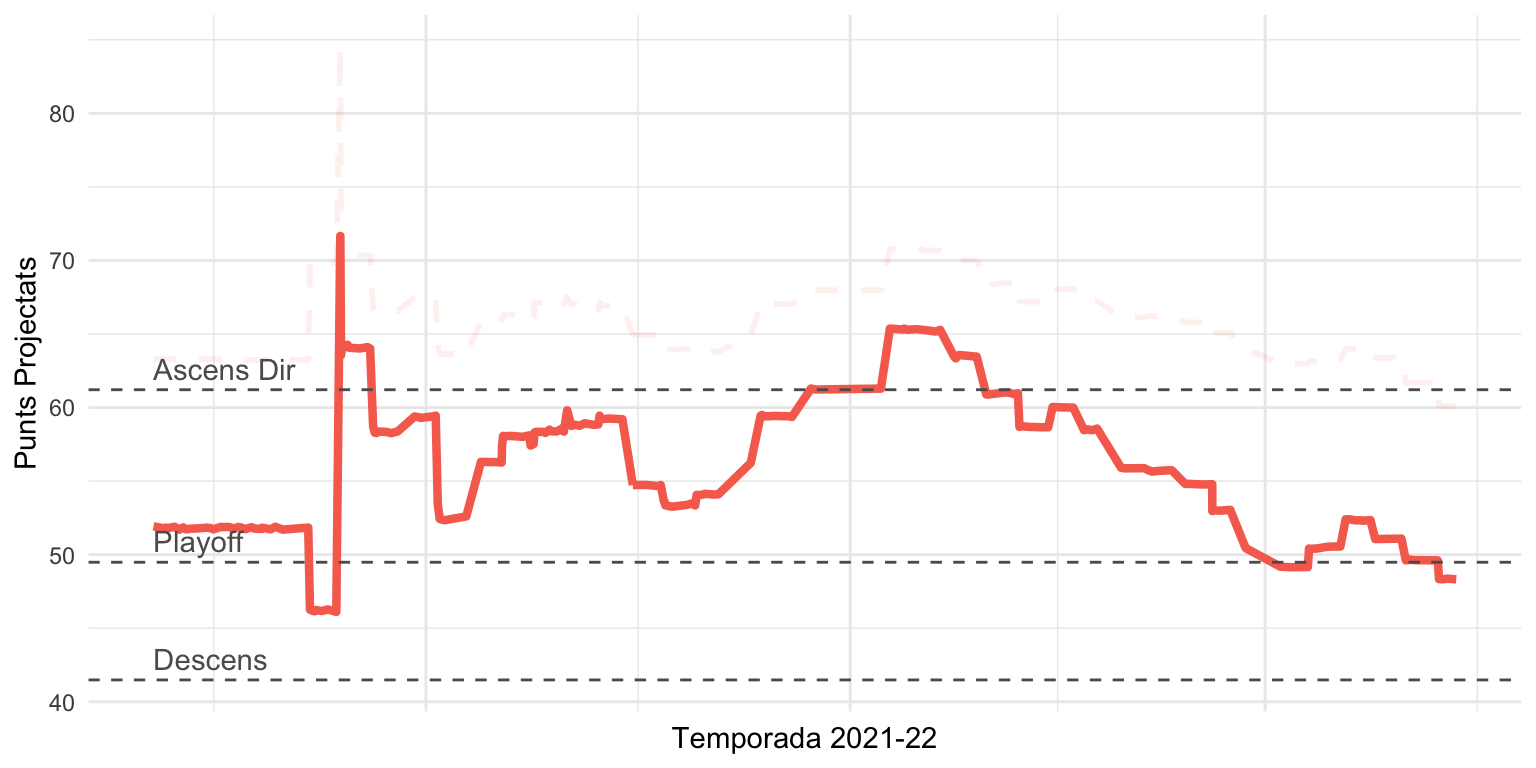 80
70
60
50
40
Punts Projectats
Ascens Dir
Playoff
Descens
Temporada 2021-22